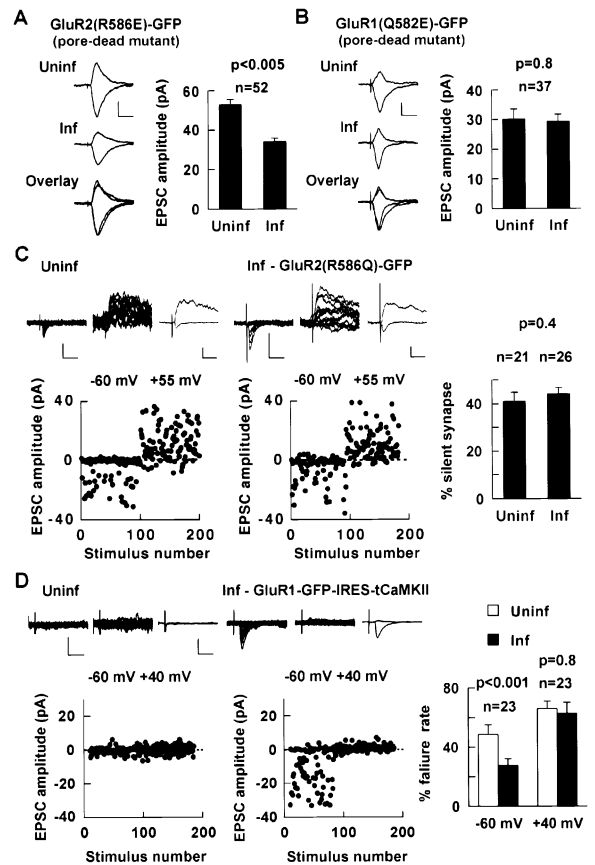 A
GluR2(R586E)-GFP
(pore-dead mutant)
Uninf
Inf
Overlay
p<0.005
n=52
EPSC amplitude (pA)
60
40
20
0
Uninf Inf
B
GluR1(Q582E)-GFP
(pore-dead mutant)
Uninf
Inf
Overlay
p=0.8
n=37
EPSC amplitude (pA)
40
30
20
10
0
Uninf Inf
C
Uninf
Inf - GluR2(R586Q)-GFP
-60 mV +55 mV
EPSC amplitude (pA)
40
0
-40
0 100 200
Stimulus number
-60 mV +55 mV
EPSC amplitude (pA)
40
0
-40
0 100 200
Stimulus number
p=0.4
n=21 n=26
% silent synapse
40
20
0
Uninf Inf
D
Uninf
Inf - GluR1-GFP-IRES-tCaMKII
-60 mV +40 mV
EPSC amplitude (pA)
20
0
-20
-40
0 100 200
Stimulus number
-60 mV +40 mV
EPSC amplitude (pA)
20
0
-20
-40
0 100 200
Stimulus number
Uninf
Inf
p=0.8
p<0.001
n=23
n=23
% failure rate
80
40
0
-60 mV +40 mV